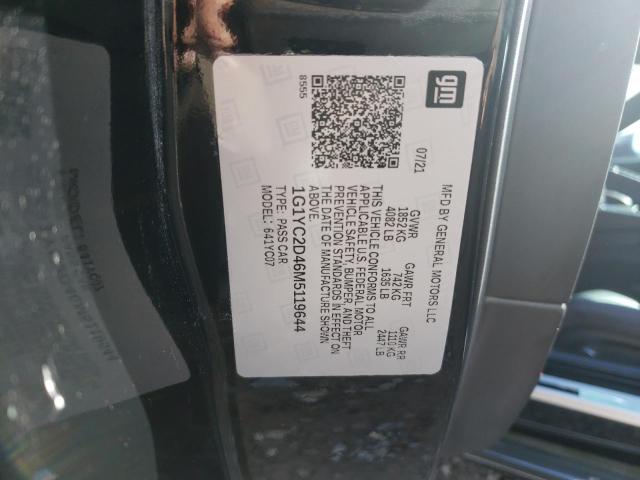 gm
MFD BY GENERAL MOTORS LLC
07/21
GVWR GAWR FRT GAWR RR
1852 KG 742 KG 1110 KG
4082 LB 1635 LB 2447 LB
THIS VEHICLE CONFORMS TO ALL
APPLICABLE U.S. FEDERAL MOTOR
VEHICLE SAFETY, BUMPER, AND THEFT
PREVENTION STANDARDS IN EFFECT ON
THE DATE OF MANUFACTURE SHOWN
ABOVE.
1G1YC2D46M5119644
TYPE: PASS CAR
MODEL: 641YC07
8555